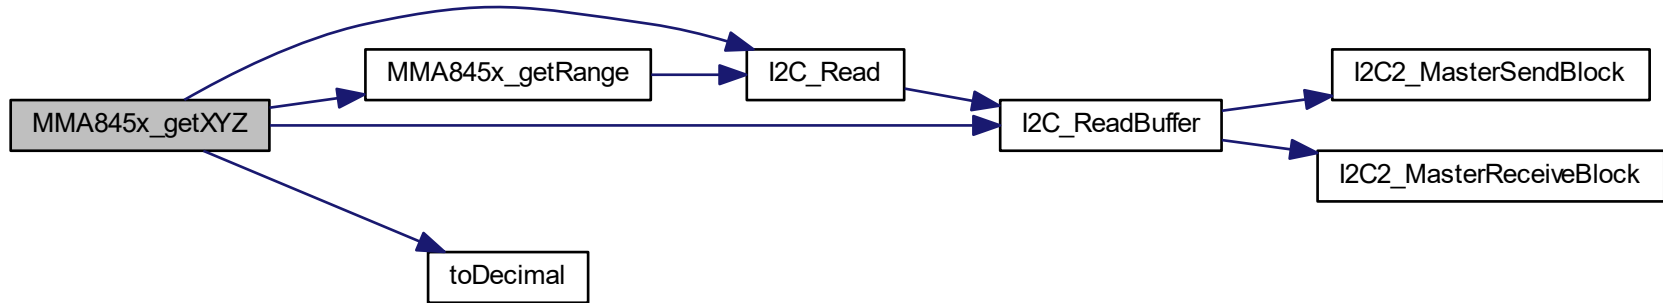 MMA845x_getXYZ
MMA845x_getRange
I2C_Read
I2C_ReadBuffer
I2C2_MasterSendBlock
I2C2_MasterReceiveBlock
toDecimal